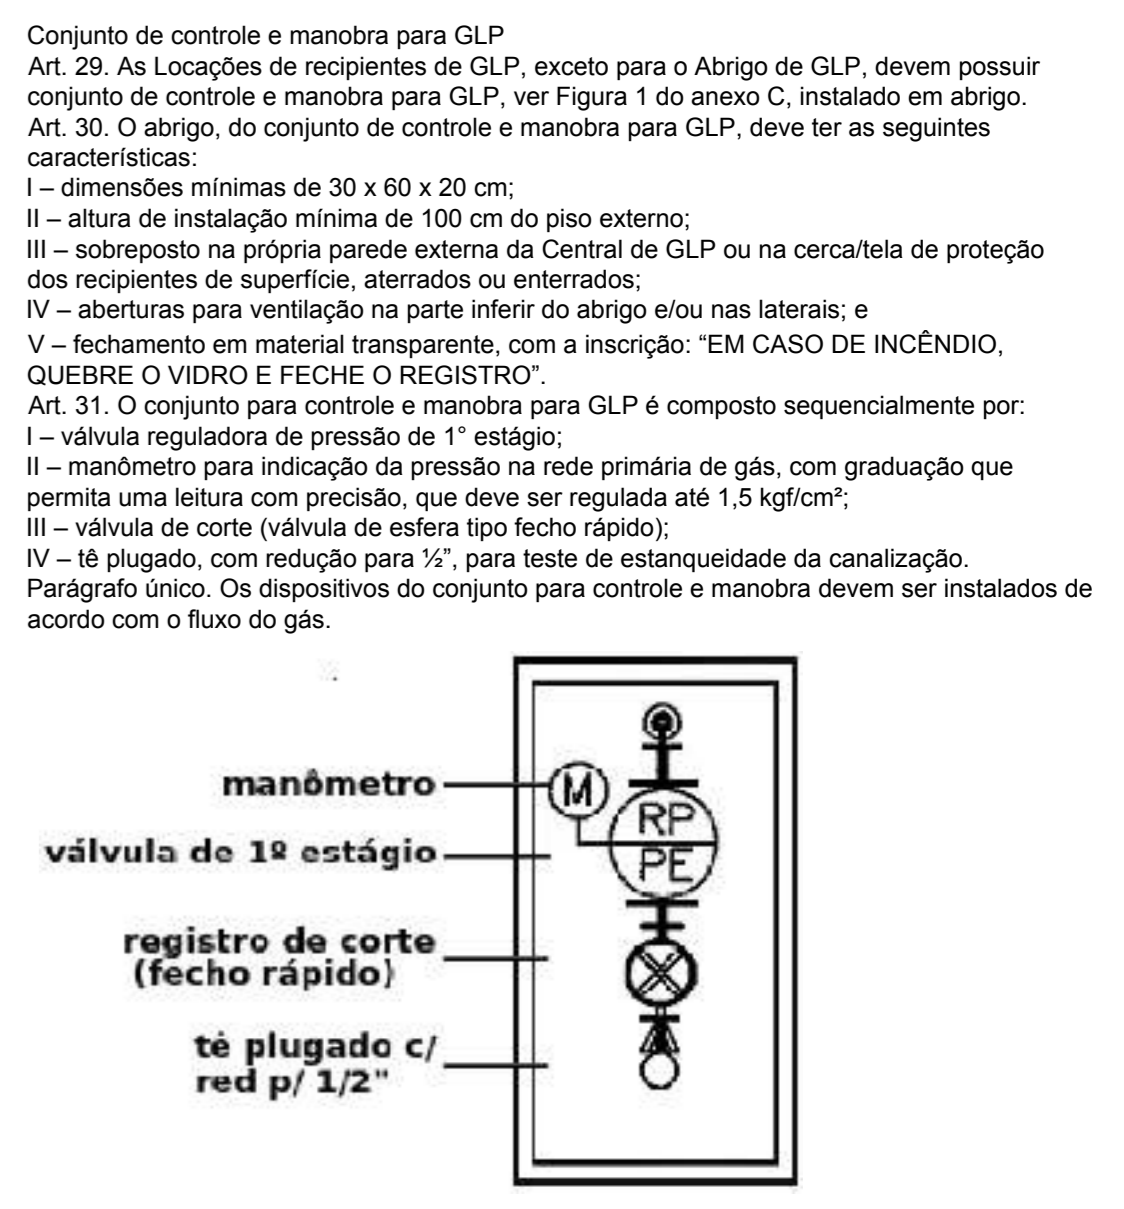 Conjunto de controle e manobra para GLP
Art. 29. As Locações de recipientes de GLP, exceto para o Abrigo de GLP, devem possuir
conjunto de controle e manobra para GLP, ver Figura 1 do anexo C, instalado em abrigo.
Art. 30. O abrigo, do conjunto de controle e manobra para GLP, deve ter as seguintes
características:
I – dimensões mínimas de 30 x 60 x 20 cm;
II – altura de instalação mínima de 100 cm do piso externo;
III – sobreposto na própria parede externa da Central de GLP ou na cerca/tela de proteção
dos recipientes de superfície, aterrados ou enterrados;
IV – aberturas para ventilação na parte inferir do abrigo e/ou nas laterais; e
V – fechamento em material transparente, com a inscrição: “EM CASO DE INCÊNDIO,
QUEBRE O VIDRO E FECHE O REGISTRO”.
Art. 31. O conjunto para controle e manobra para GLP é composto sequencialmente por:
I – válvula reguladora de pressão de 1° estágio;
II – manômetro para indicação da pressão na rede primária de gás, com graduação que
permita uma leitura com precisão, que deve ser regulada até 1,5 kgf/cm²;
III – válvula de corte (válvula de esfera tipo fecho rápido);
IV – tê plugado, com redução para ½”, para teste de estanqueidade da canalização.
Parágrafo único. Os dispositivos do conjunto para controle e manobra devem ser instalados de
acordo com o fluxo do gás.
manômetro
M
RP
válvula de 1º estágio
PE
registro de corte
(fecho rápido)
tê plugado c/
red p/ 1/2"